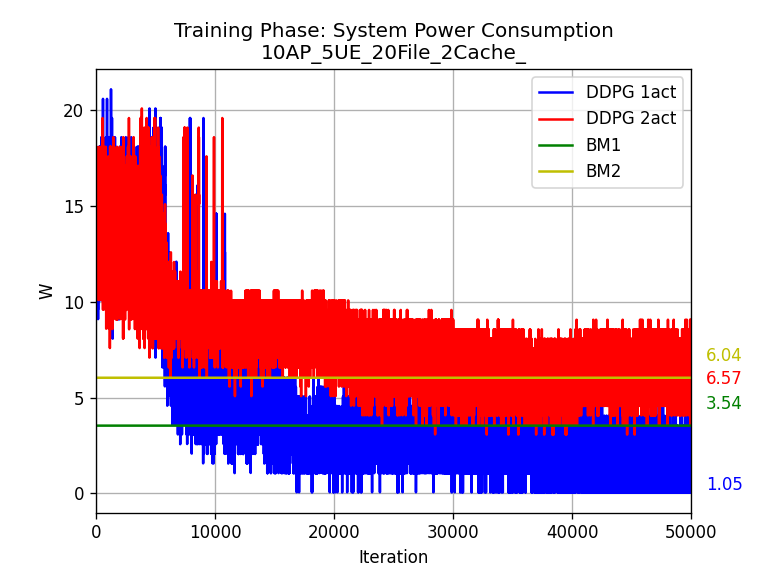 Training Phase: System Power Consumption
10AP_5UE_20File_2Cache_
DDPG 1act
DDPG 2act
BM1
BM2
W
20
15
10
5
0
0
10000
20000
30000
40000
50000
Iteration
6.04
6.57
3.54
1.05